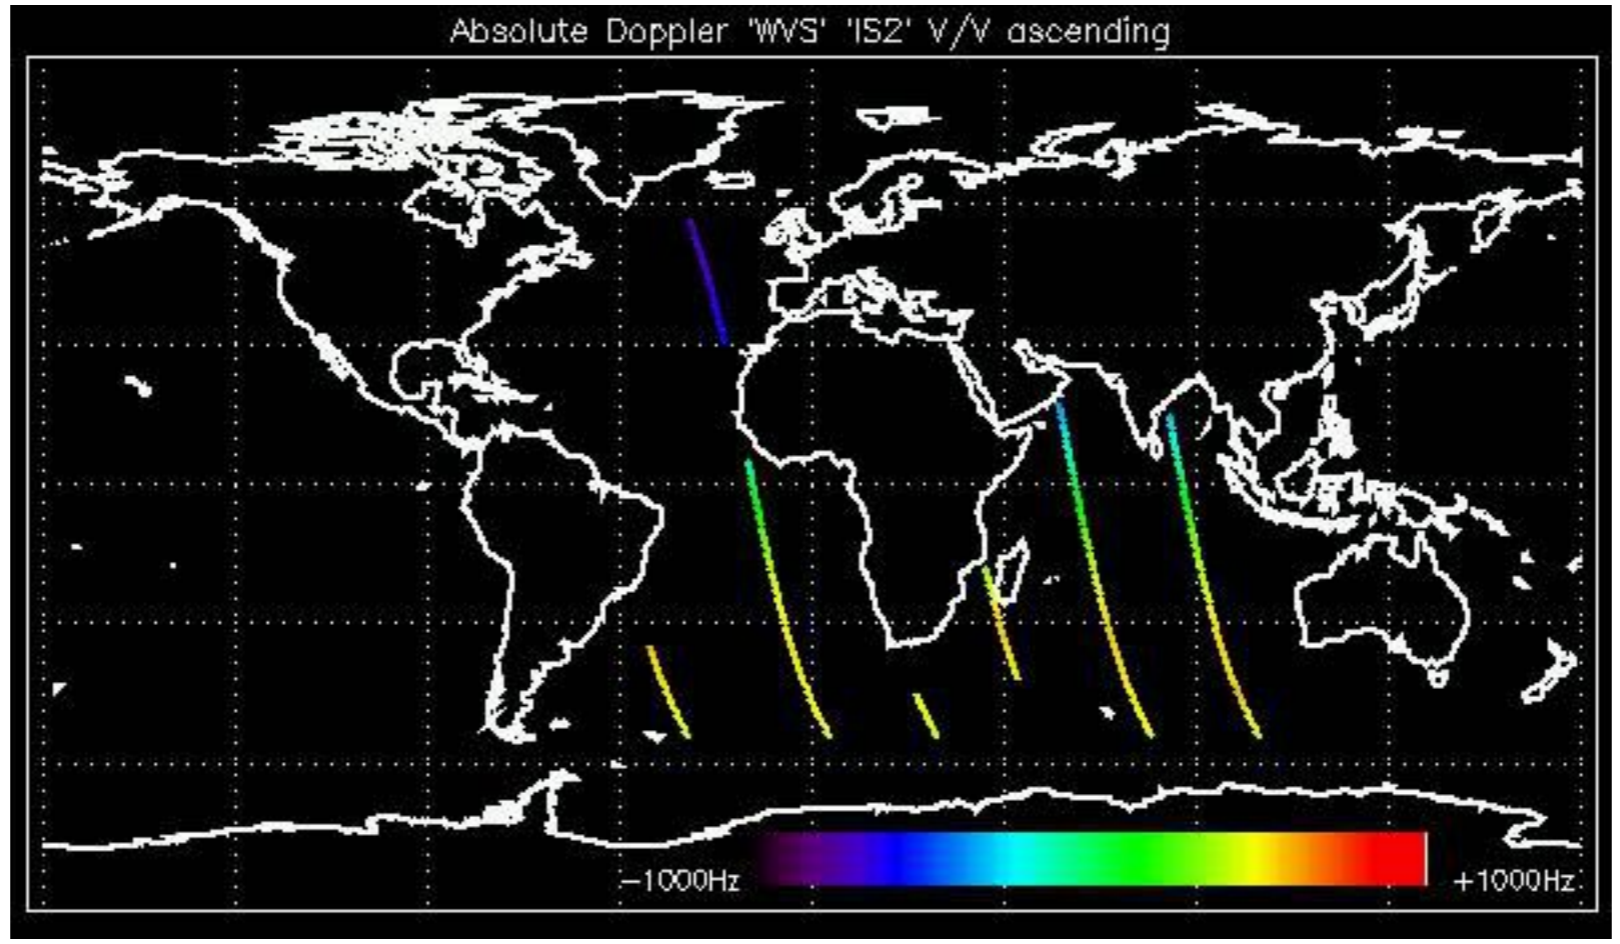 Absolute Doppler 'WVS' 'IS2' V/V ascending
−1000Hz +1000Hz